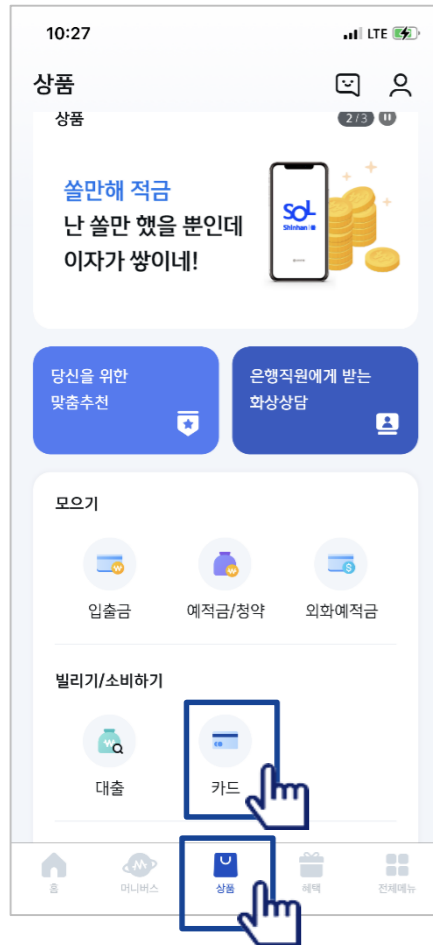 10:27
LTE
상품
상품
2/3
쏠만해 적금
난 쏠만 했을 뿐인데
이자가 쌓이네!
SOL
Shinhan
당신을 위한
맞춤추천
은행직원에게 받는
화상상담
모으기
입출금
예적금/청약
외화예적금
빌리기/소비하기
대출
카드
홈
머니버스
상품
혜택
전체메뉴